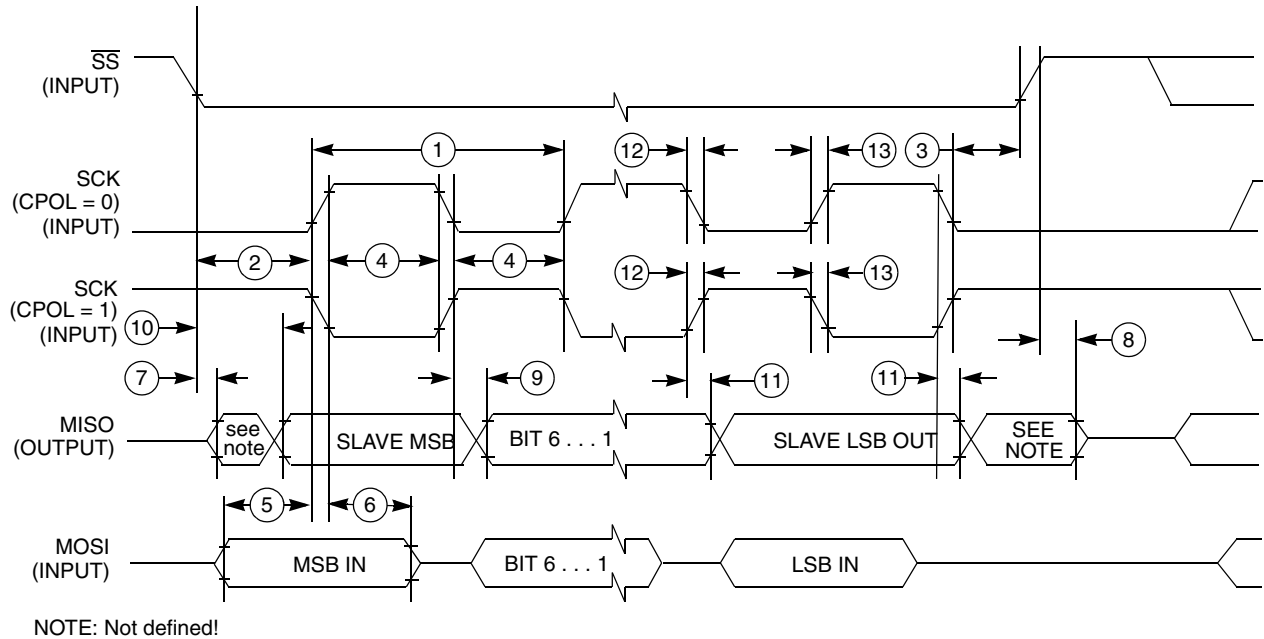 SS
(INPUT)
1
12
13
3
SCK
(CPOL = 0)
(INPUT)
2
4
4
12
13
SCK
(CPOL = 1)
(INPUT)
10
8
7
9
11
11
MISO
(OUTPUT)
see
note
SLAVE MSB
BIT 6 . . . 1
SLAVE LSB OUT
SEE
NOTE
5
6
MOSI
(INPUT)
MSB IN
BIT 6 . . . 1
LSB IN
NOTE: Not defined!